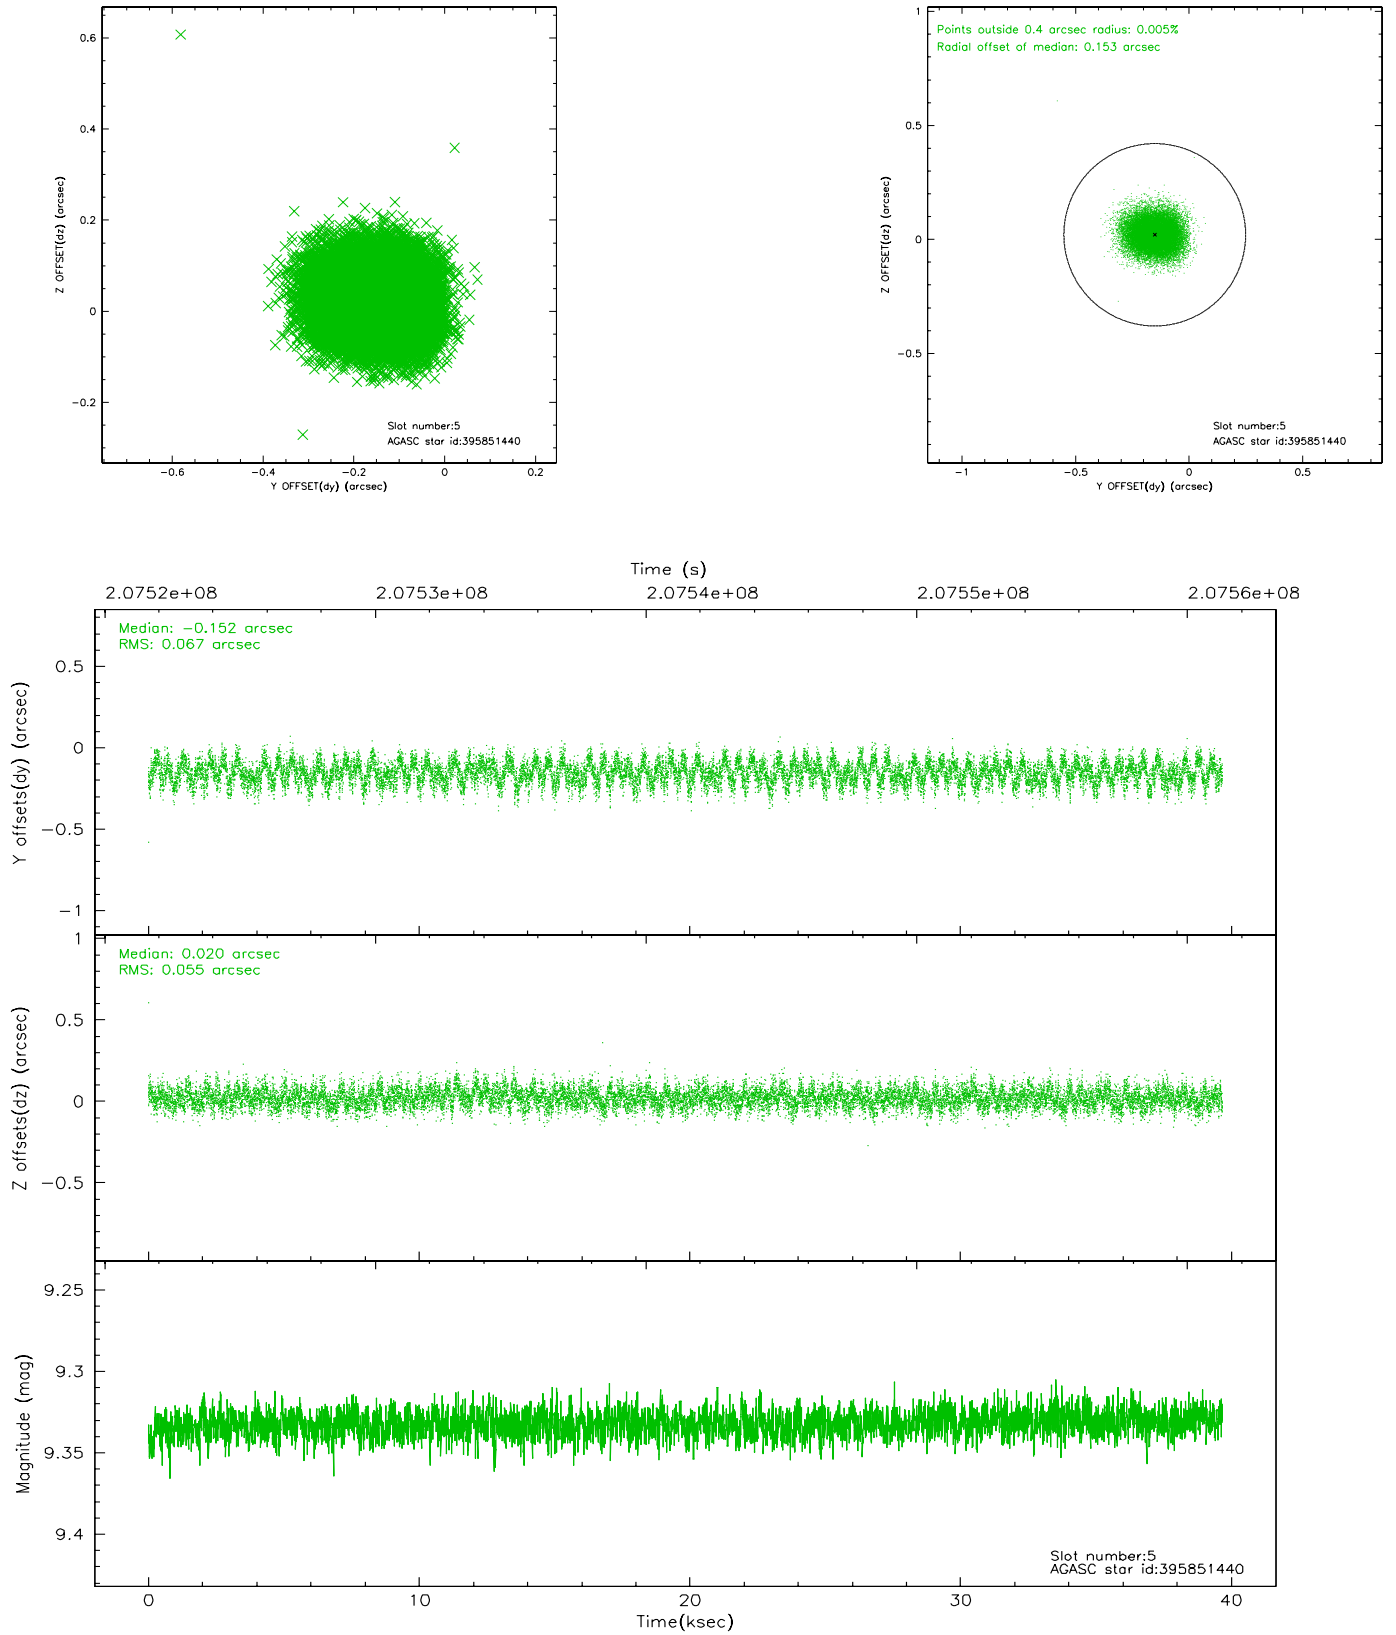 0.6
0.4
0.2
0
−0.2
Z OFFSET(dz) (arcsec)
Slot number:5
AGASC star id:395851440
−0.6
−0.4
−0.2
0
0.2
Y OFFSET(dy) (arcsec)
Points outside 0.4 arcsec radius: 0.005%
Radial offset of median: 0.153 arcsec
1
0.5
0
−0.5
Z OFFSET(dz) (arcsec)
Slot number:5
AGASC star id:395851440
−1
−0.5
0
0.5
Y OFFSET(dy) (arcsec)
Time (s)
2.0752e+08
2.0753e+08
2.0754e+08
2.0755e+08
2.0756e+08
Median: −0.152 arcsec
RMS: 0.067 arcsec
0.5
0
−0.5
−1
Y offsets(dy) (arcsec)
Median: 0.020 arcsec
RMS: 0.055 arcsec
1
0.5
0
−0.5
Z offsets(dz) (arcsec)
9.25
9.3
9.35
9.4
Magnitude (mag)
Slot number:5
AGASC star id:395851440
0
10
20
30
40
Time(ksec)